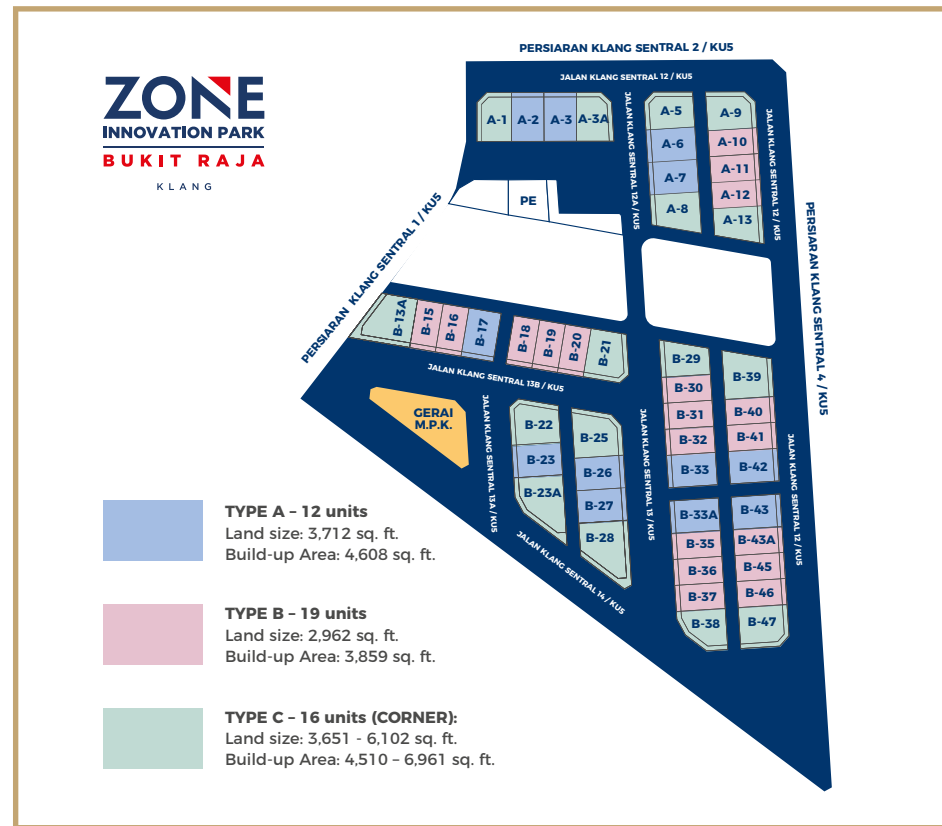 ZONE
INNOVATION PARK
BUKIT RAJA
KLANG
PERSIARAN KLANG SENTRAL 2 / KU5
JALAN KLANG SENTRAL 12 / KU5
A-1
A-2
A-3
A-3A
JALAN KLANG SENTRAL 12A / KU5
A-5
A-6
A-7
A-8
A-9
A-10
A-11
A-12
A-13
JALAN KLANG SENTRAL 12 / KU5
PERSIARAN KLANG SENTRAL 4 / KU5
PE
PERSIARAN KLANG SENTRAL 1 / KU5
B-13A
B-15
B-16
B-17
B-18
B-19
B-20
B-21
JALAN KLANG SENTRAL 13B / KU5
GERAI
M.P.K.
JALAN KLANG SENTRAL 13A / KU5
B-22
B-23
B-23A
B-25
B-26
B-27
B-28
JALAN KLANG SENTRAL 14 / KU5
JALAN KLANG SENTRAL 13 / KU5
B-29
B-30
B-31
B-32
B-33
B-33A
B-35
B-36
B-37
B-38
B-39
B-40
B-41
B-42
B-43
B-43A
B-45
B-46
B-47
JALAN KLANG SENTRAL 12 / KU5
TYPE A – 12 units
Land size: 3,712 sq. ft.
Build-up Area: 4,608 sq. ft.
TYPE B – 19 units
Land size: 2,962 sq. ft.
Build-up Area: 3,859 sq. ft.
TYPE C – 16 units (CORNER):
Land size: 3,651 - 6,102 sq. ft.
Build-up Area: 4,510 – 6,961 sq. ft.